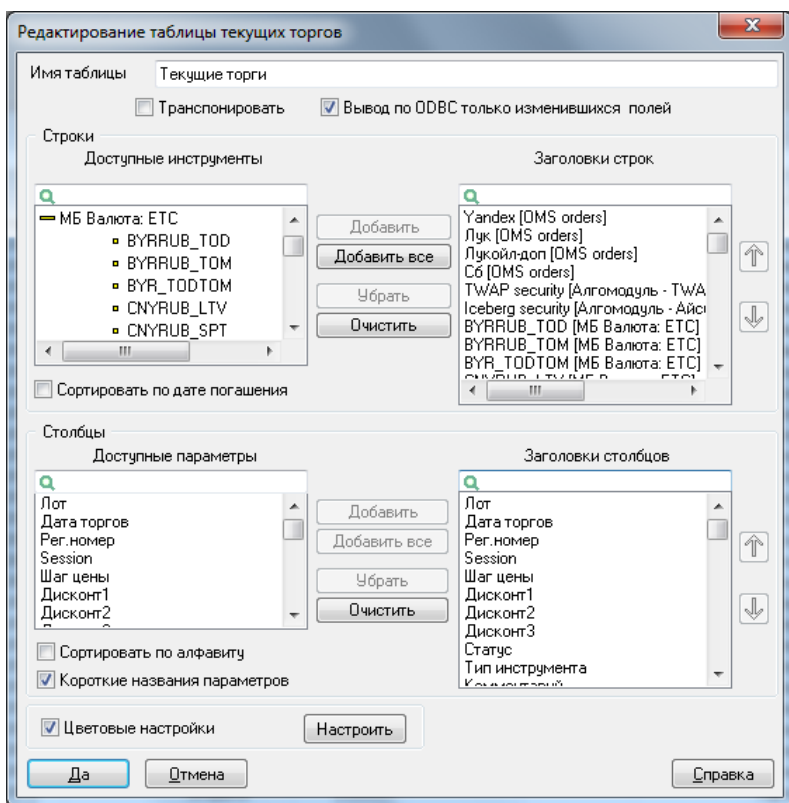 Редактирование таблицы текущих торгов
Имя таблицы
Текущие торги
Транспонировать
Вывод по ODBC только изменившихся полей
Строки
Доступные инструменты
МБ Валюта: ETC
BYRRUB_TOD
BYRRUB_TOM
BYR_TODTOM
CNYRUB_LTV
CNYRUB_SPT
Сортировать по дате погашения
Добавить
Добавить все
Убрать
Очистить
Заголовки строк
Yandex [OMS orders]
Лук [OMS orders]
Лукойл-доп [OMS orders]
Сб [OMS orders]
TWAP security [Алгомодуль - TWA
Iceberg security [Алгомодуль - Айс
BYRRUB_TOD [МБ Валюта: ETC]
BYRRUB_TOM [МБ Валюта: ETC]
BYR_TODTOM [МБ Валюта: ETC]
Столбцы
Доступные параметры
Лот
Дата торгов
Рег.номер
Session
Шаг цены
Дисконт1
Дисконт2
Сортировать по алфавиту
Короткие названия параметров
Добавить
Добавить все
Убрать
Очистить
Заголовки столбцов
Лот
Дата торгов
Рег.номер
Session
Шаг цены
Дисконт1
Дисконт2
Дисконт3
Статус
Тип инструмента
Цветовые настройки
Настроить
Да
Отмена
Справка